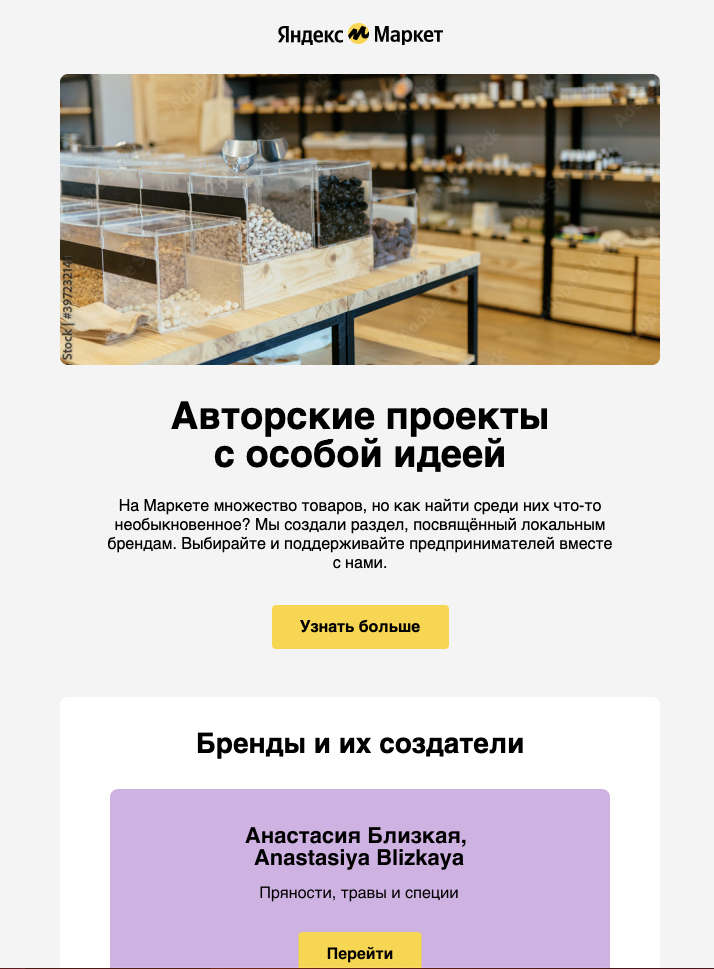 Яндекс Маркет
Stock | #397232141
Авторские проекты
с особой идеей
На Маркете множество товаров, но как найти среди них что-то
необыкновенное? Мы создали раздел, посвящённый локальным
брендам. Выбирайте и поддерживайте предпринимателей вместе
с нами.
Узнать больше
Бренды и их создатели
Анастасия Близкая,
Anastasiya Blizkaya
Пряности, травы и специи
Перейти